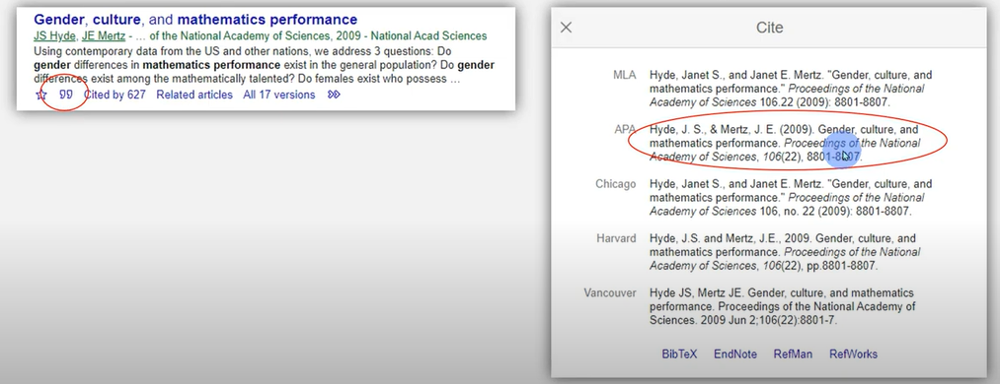 Gender, culture, and mathematics performance
JS Hyde, JE Mertz - ... of the National Academy of Sciences, 2009 - National Acad Sciences
Using contemporary data from the US and other nations, we address 3 questions: Do
gender differences in mathematics performance exist in the general population? Do gender
differences exist among the mathematically talented? Do females exist who possess ...
Cited by 627 Related articles All 17 versions
Cite
MLA Hyde, Janet S., and Janet E. Mertz. "Gender, culture, and
mathematics performance." Proceedings of the National
Academy of Sciences 106.22 (2009): 8801-8807.
APA Hyde, J. S., & Mertz, J. E. (2009). Gender, culture, and
mathematics performance. Proceedings of the National
Academy of Sciences, 106(22), 8801-8807.
Chicago Hyde, Janet S., and Janet E. Mertz. "Gender, culture, and
mathematics performance." Proceedings of the National
Academy of Sciences 106, no. 22 (2009): 8801-8807.
Harvard Hyde, J.S. and Mertz, J.E., 2009. Gender, culture, and
mathematics performance. Proceedings of the National
Academy of Sciences, 106(22), pp.8801-8807.
Vancouver Hyde JS, Mertz JE. Gender, culture, and mathematics
performance. Proceedings of the National Academy of
Sciences. 2009 Jun 2;106(22):8801-7.
BibTeX EndNote RefMan RefWorks